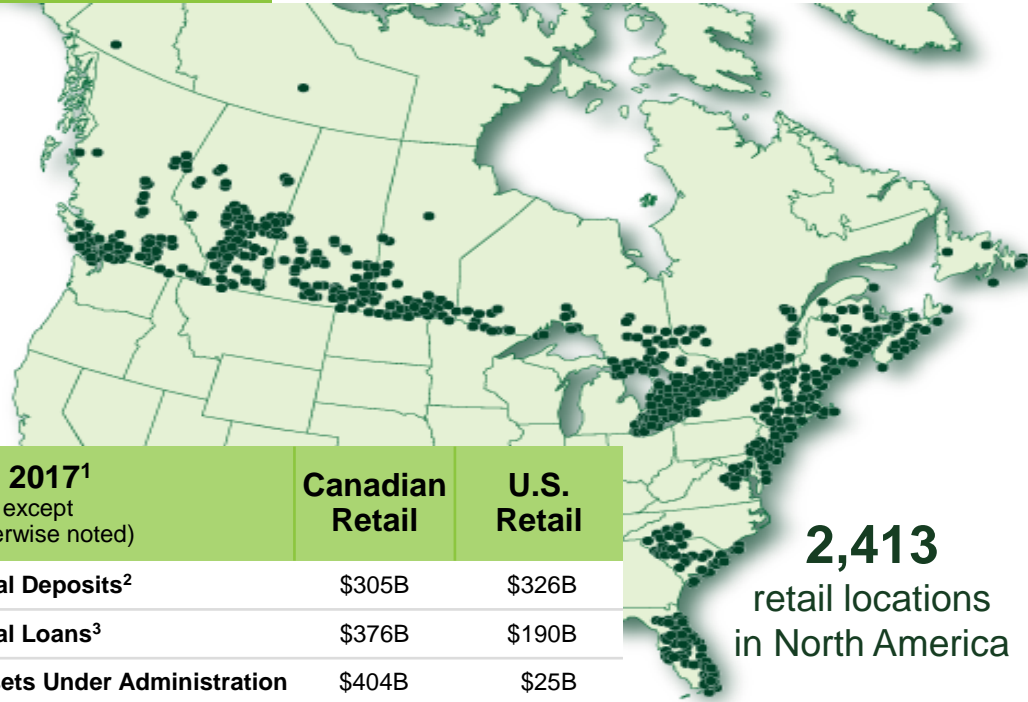 2017¹
except
erwise noted)
Canadian
Retail
U.S.
Retail
al Deposits² $305B $326B
al Loans³ $376B $190B
sets Under Administration $404B $25B
2,413
retail locations
in North America